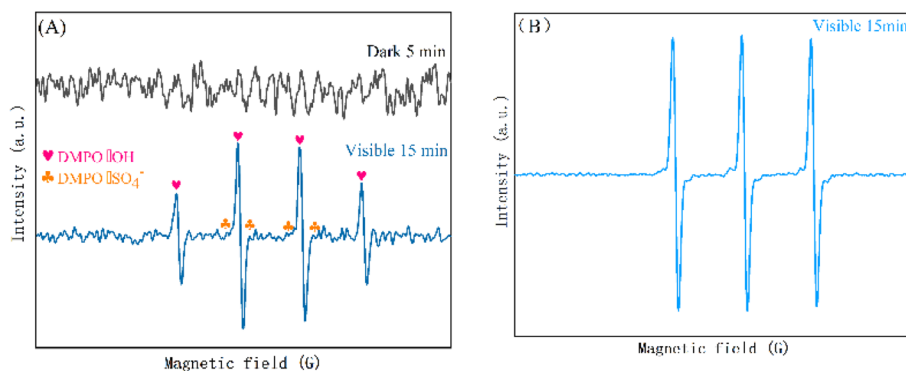 (A)
Dark 5 min
Visible 15 min
♥ DMPO▯OH
♣ DMPO▯SO₄⁻
Intensity (a.u.)
Magnetic field (G)
(B)
Visible 15min
Intensity (a.u.)
Magnetic field (G)